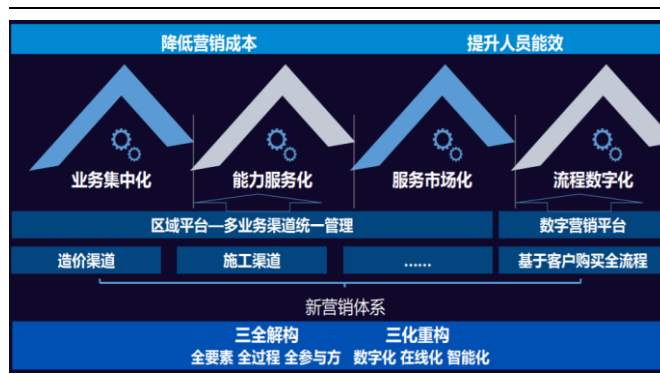 降低营销成本 提升人员能效
业务集中化 能力服务化 服务市场化 流程数字化
区域平台—多业务渠道统一管理 数字营销平台
造价渠道 施工渠道 …… 基于客户购买全流程
新营销体系
三全解构 三化重构
全要素 全过程 全参与方 数字化 在线化 智能化